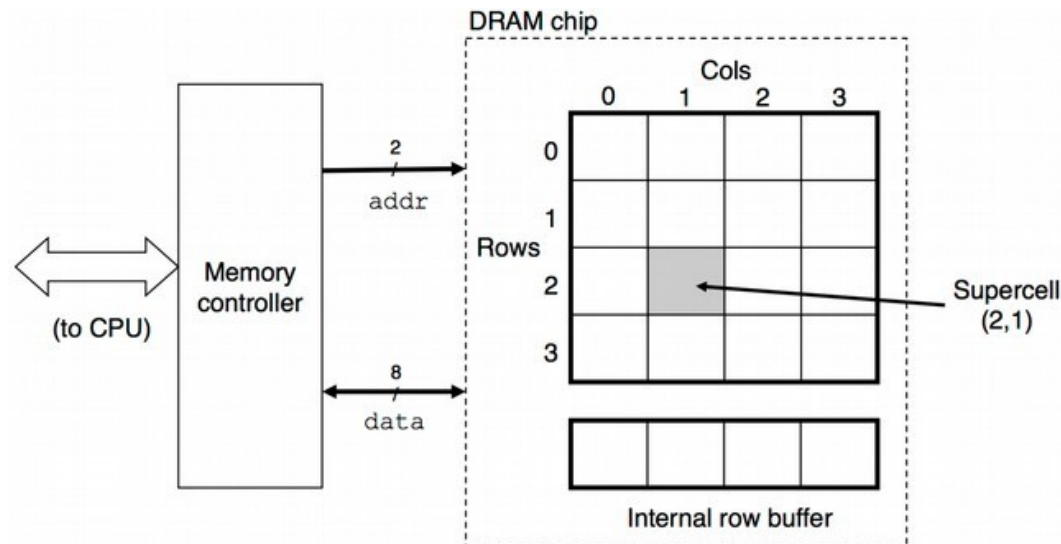 DRAM chip
Cols
0 1 2 3
2
addr
0
1
Rows
2
3
Memory
controller
(to CPU)
Supercell
(2,1)
8
data
Internal row buffer